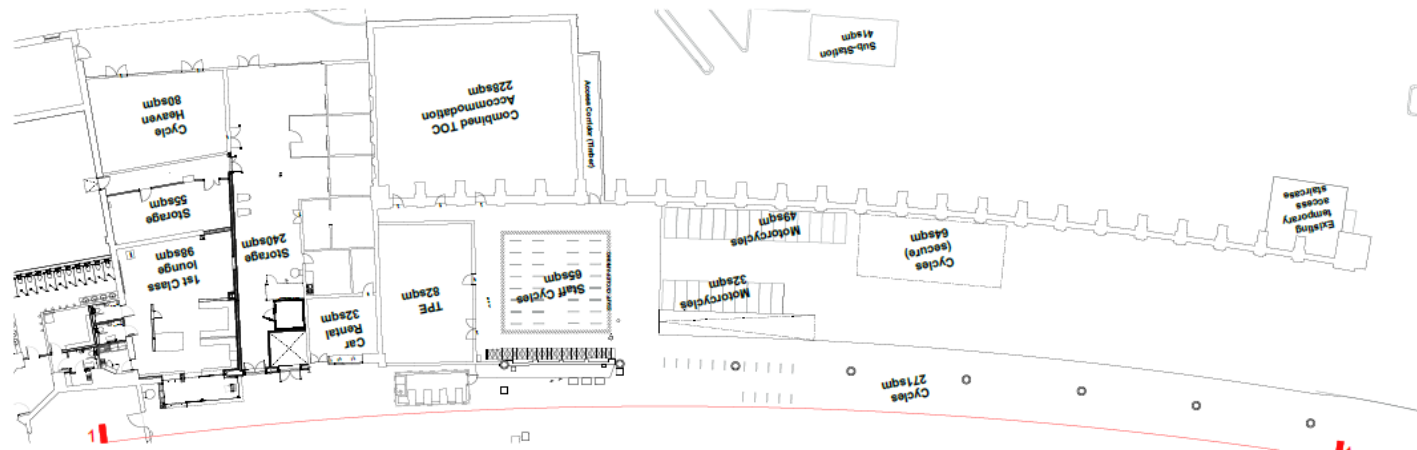 Sub-Station
41sqm
Cycle
Heaven
80sqm
Combined TOC
Accommodation
228sqm
Access Corridor (Timber)
Storage
55sqm
Storage
240sqm
1st Class
lounge
98sqm
Car
Rental
32sqm
TPE
82sqm
Staff Cycles
65sqm
Motorcycles
49sqm
Motorcycles
32sqm
Cycles
(secure)
64sqm
Existing
temporary
access
staircase
Cycles
271sqm
1